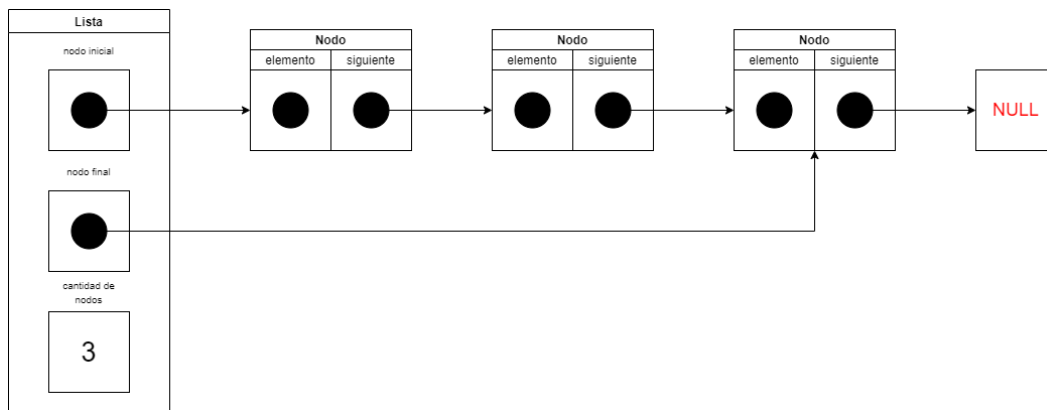 Lista
nodo inicial
nodo final
cantidad de
nodos
3
Nodo
elemento siguiente
Nodo
elemento siguiente
Nodo
elemento siguiente
NULL